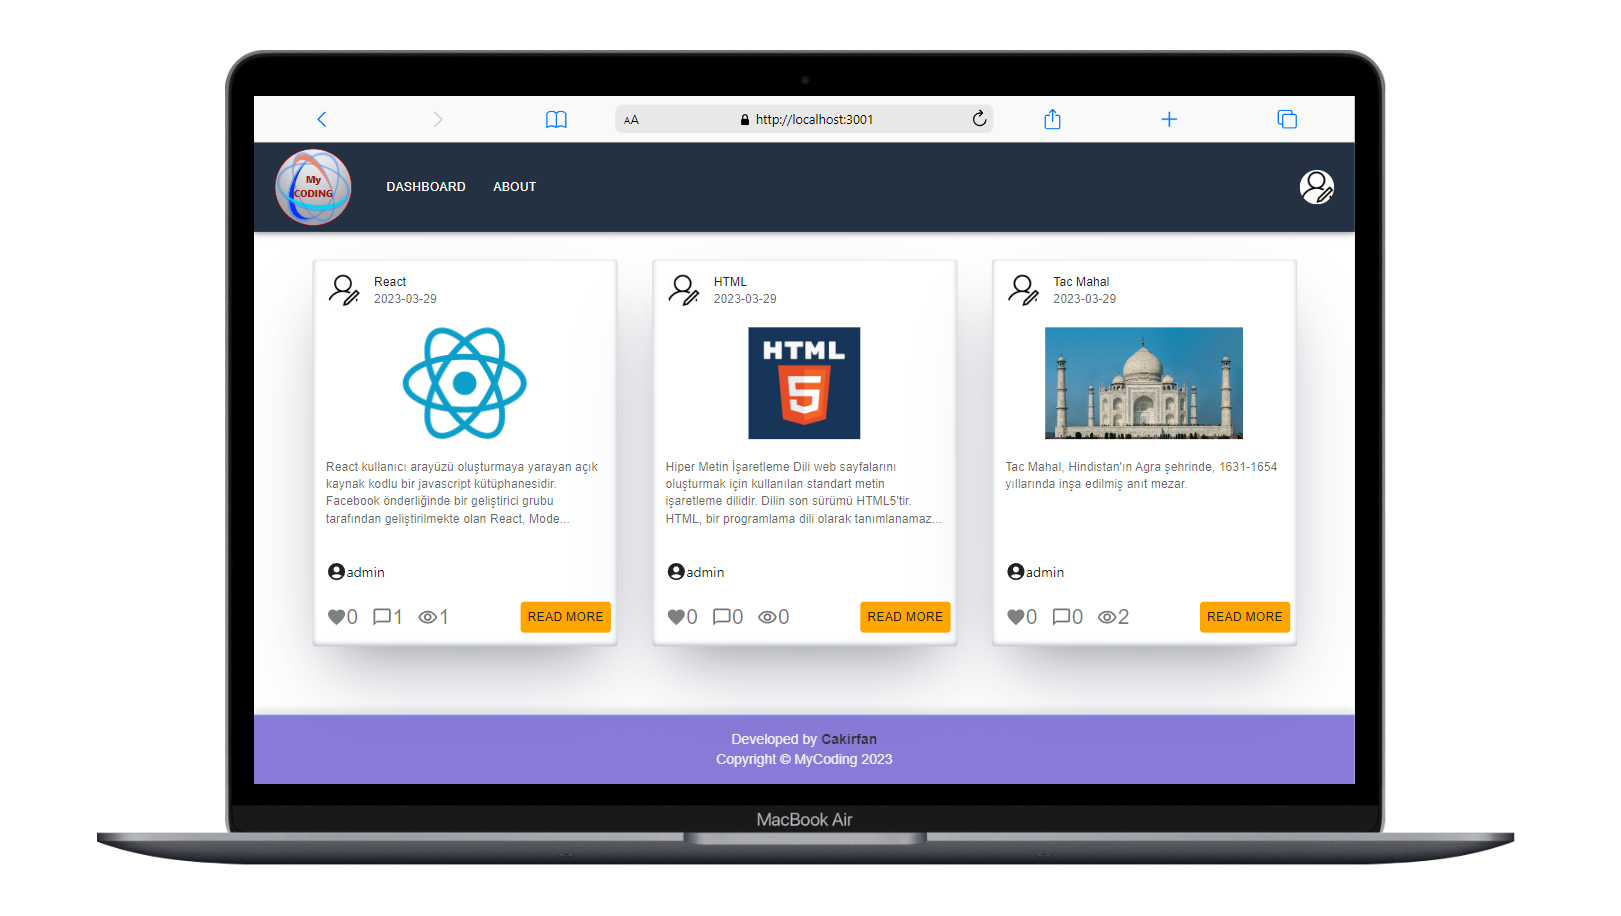 AA http://localhost:3001
My
CODING
DASHBOARD ABOUT
React
2023-03-29
React kullanıcı arayüzü oluşturmaya yarayan açık
kaynak kodlu bir javascript kütüphanesidir.
Facebook önderliğinde bir geliştirici grubu
tarafından geliştirilmekte olan React, Mode...
admin
0 1 1 READ MORE
HTML
2023-03-29
HTML
5
Hiper Metin İşaretleme Dili web sayfalarını
oluşturmak için kullanılan standart metin
işaretleme dilidir. Dilin son sürümü HTML5'tir.
HTML, bir programlama dili olarak tanımlanamaz...
admin
0 0 0 READ MORE
Tac Mahal
2023-03-29
Tac Mahal, Hindistan'ın Agra şehrinde, 1631-1654
yıllarında inşa edilmiş anıt mezar.
admin
0 0 2 READ MORE
Developed by Cakirfan
Copyright © MyCoding 2023
MacBook Air